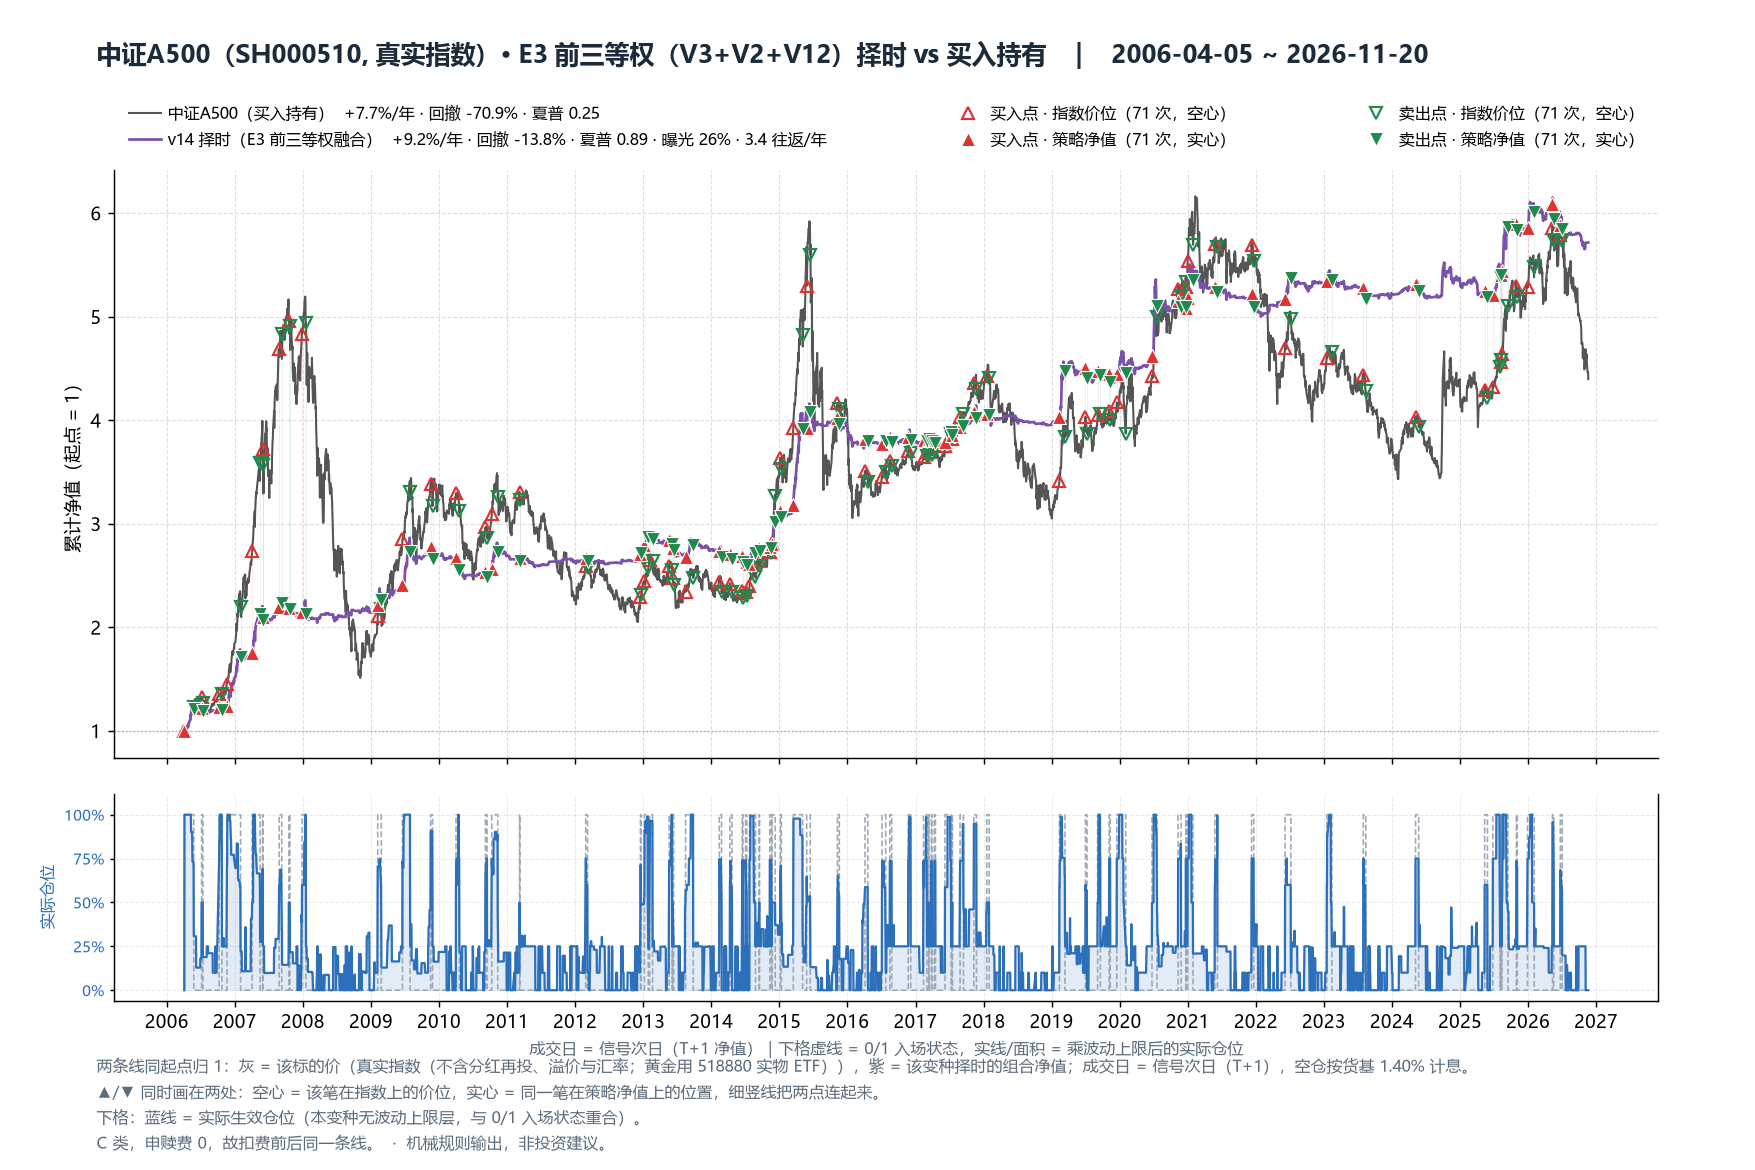 中证A500（SH000510, 真实指数）· E3 前三等权（V3+V2+V12）择时 vs 买入持有 | 2006-04-05 ~ 2026-11-20
中证A500（买入持有） +7.7%/年 · 回撤 -70.9% · 夏普 0.25
v14 择时（E3 前三等权融合） +9.2%/年 · 回撤 -13.8% · 夏普 0.89 · 曝光 26% · 3.4 往返/年
买入点 · 指数价位（71 次，空心）
买入点 · 策略净值（71 次，实心）
卖出点 · 指数价位（71 次，空心）
卖出点 · 策略净值（71 次，实心）
累计净值（起点 = 1）
6
5
4
3
2
1
实际仓位
100%
75%
50%
25%
0%
2006 2007 2008 2009 2010 2011 2012 2013 2014 2015 2016 2017 2018 2019 2020 2021 2022 2023 2024 2025 2026 2027
成交日 = 信号次日（T+1 净值）｜下格虚线 = 0/1 入场状态，实线/面积 = 乘波动上限后的实际仓位
两条线同起点归 1：灰 = 该标的价（真实指数（不含分红再投、溢价与汇率；黄金用 518880 实物 ETF）），紫 = 该变种择时的组合净值；成交日 = 信号次日（T+1），空仓按货基 1.40% 计息。
▲/▼ 同时画在两处：空心 = 该笔在指数上的价位，实心 = 同一笔在策略净值上的位置，细竖线把两点连起来。
下格：蓝线 = 实际生效仓位（本变种无波动上限层，与 0/1 入场状态重合）。
C 类，申赎费 0，故扣费前后同一条线。 · 机械规则输出，非投资建议。